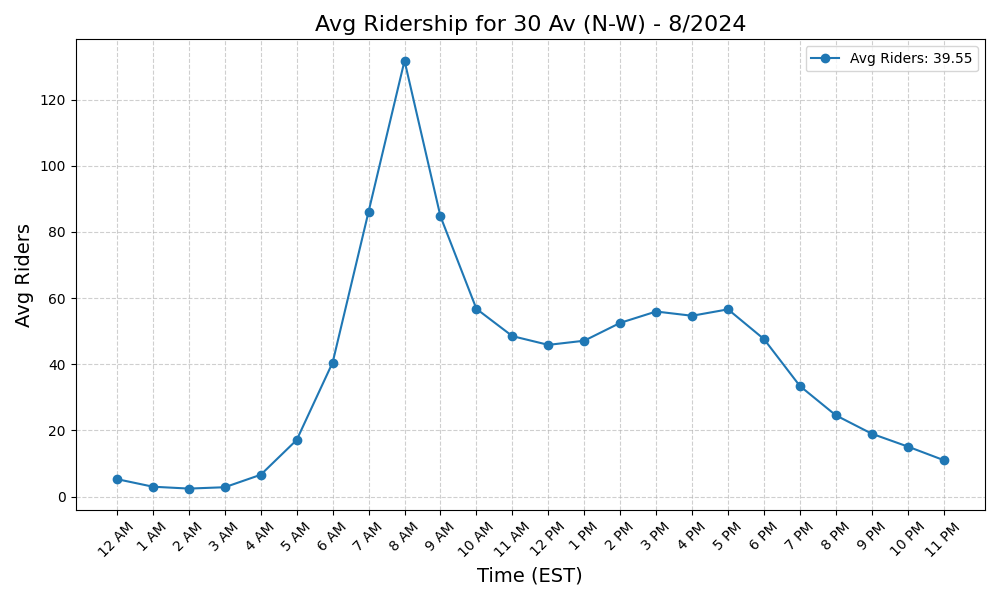 Avg Ridership for 30 Av (N-W) - 8/2024
Avg Riders: 39.55
Avg Riders
120
100
80
60
40
20
0
12 AM
1 AM
2 AM
3 AM
4 AM
5 AM
6 AM
7 AM
8 AM
9 AM
10 AM
11 AM
12 PM
1 PM
2 PM
3 PM
4 PM
5 PM
6 PM
7 PM
8 PM
9 PM
10 PM
11 PM
Time (EST)